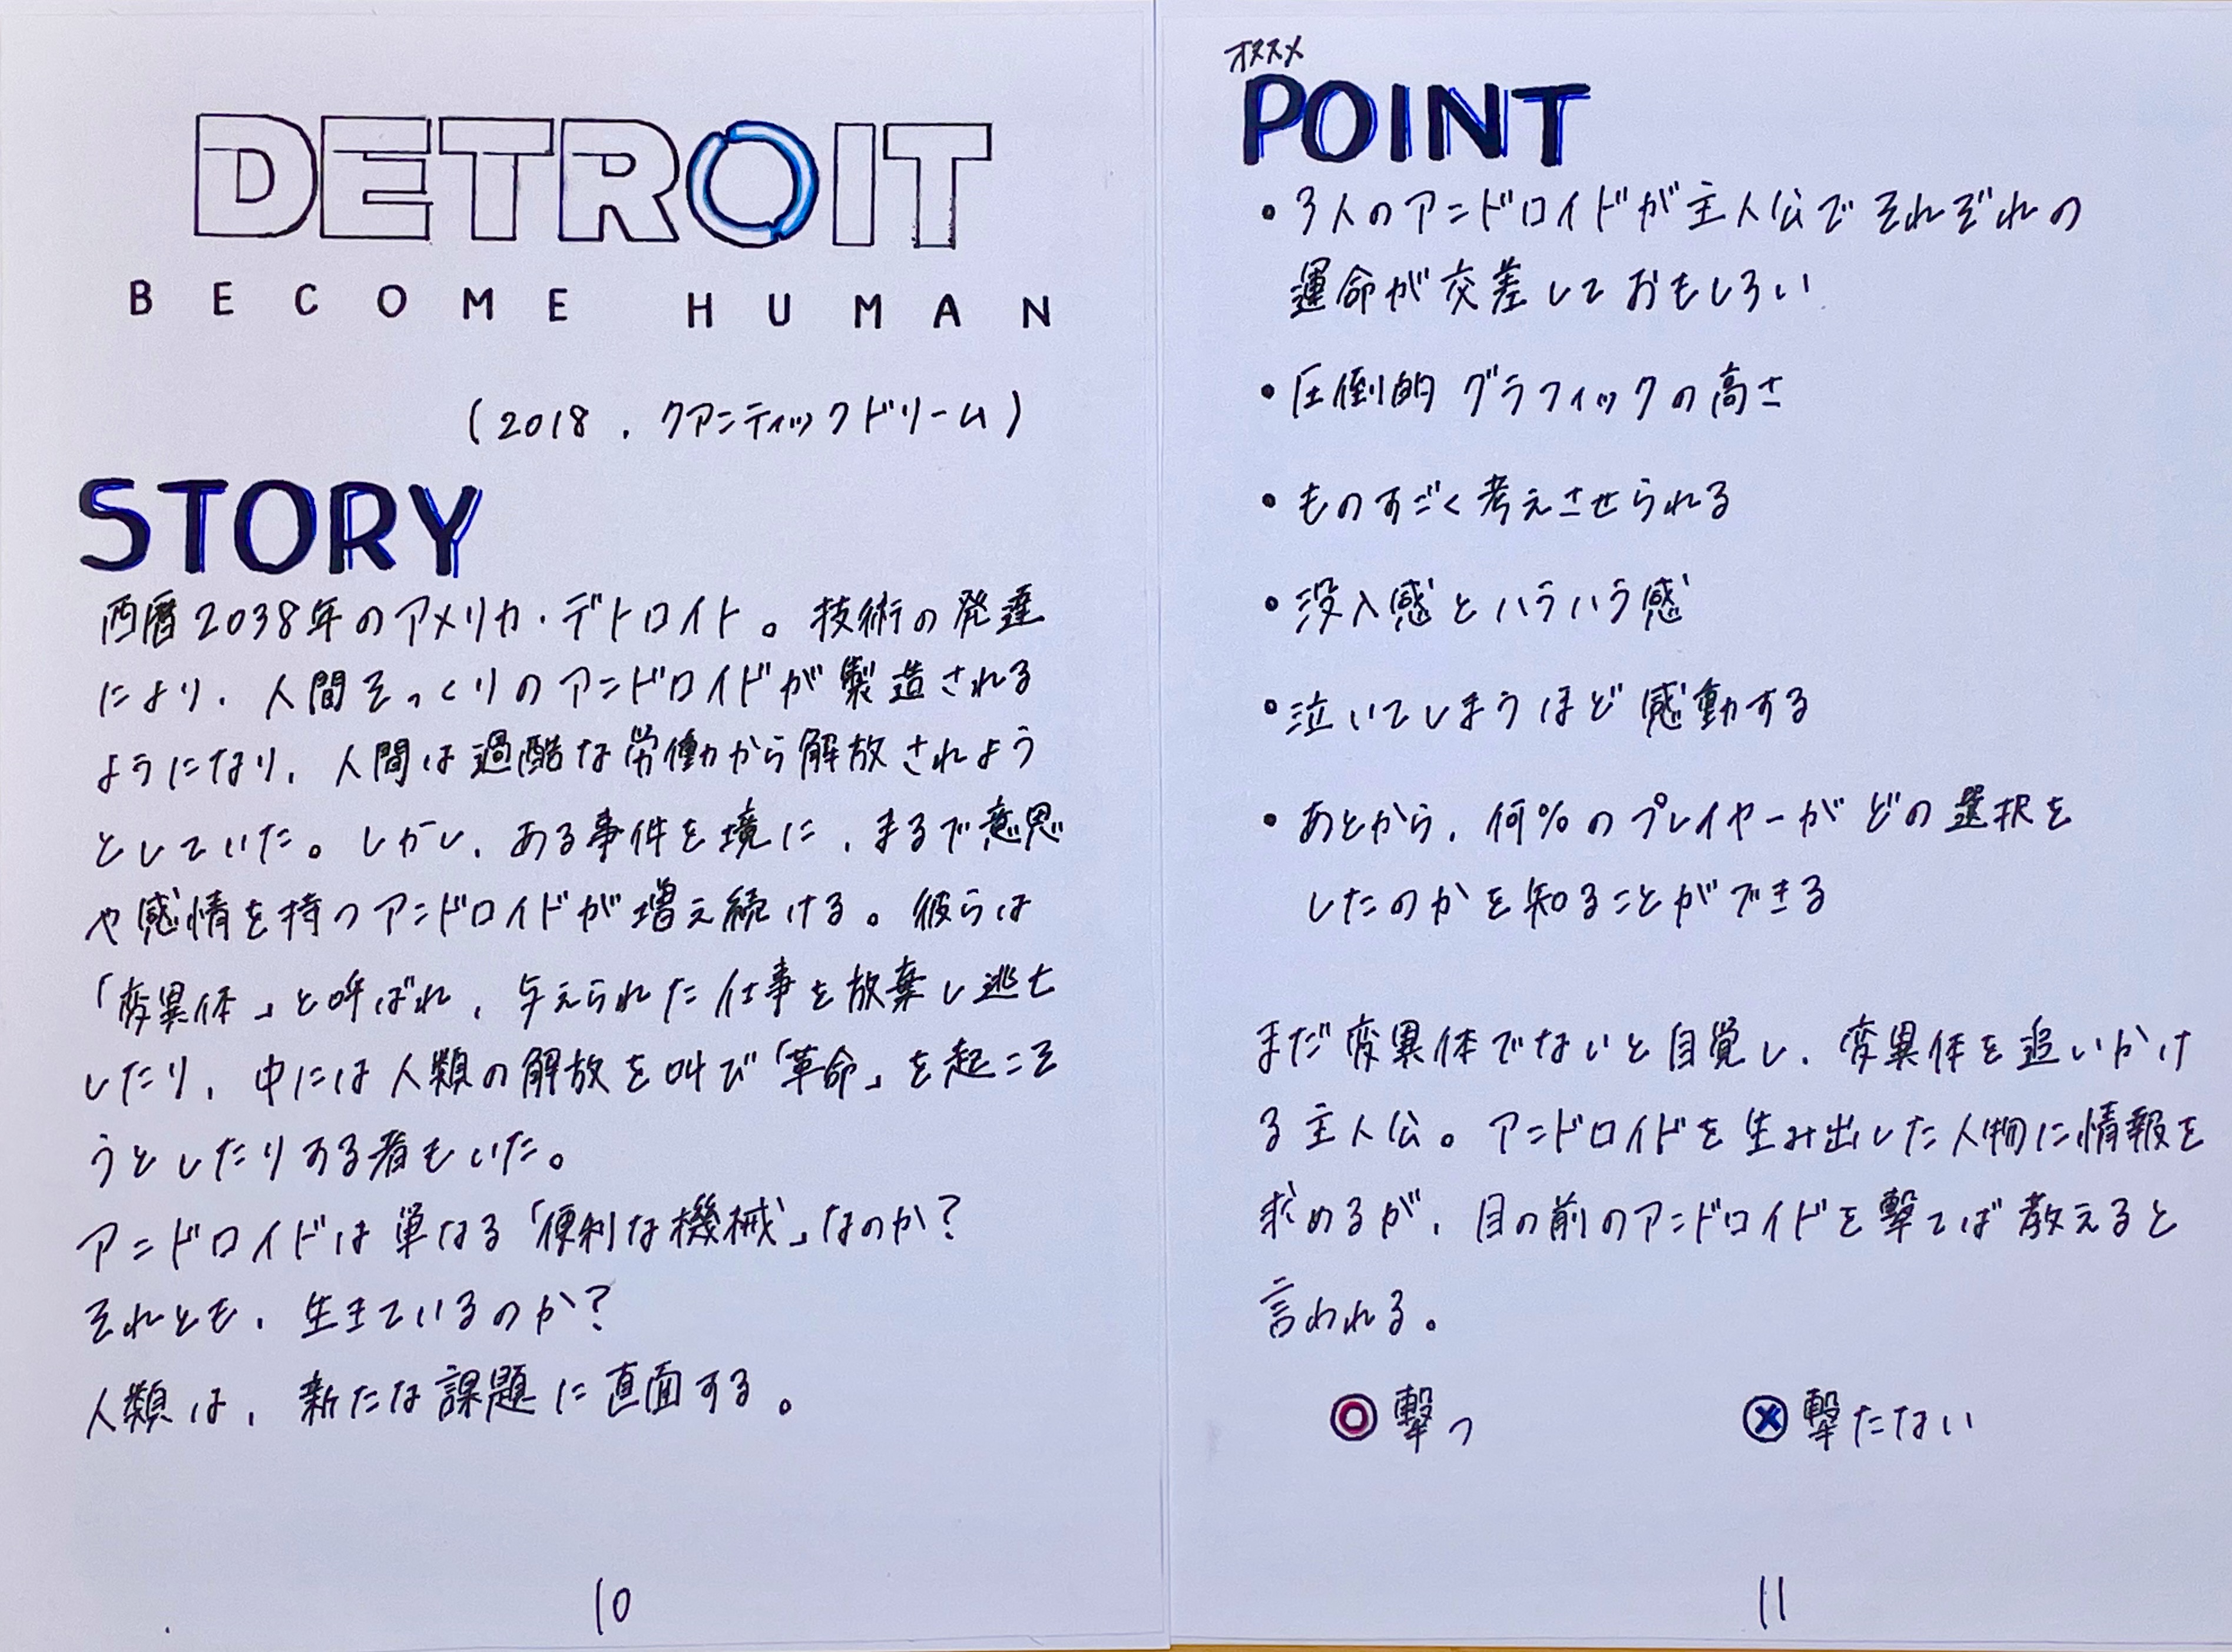 DETROIT
BECOME HUMAN
(2018, クアンティックドリーム)
STORY
西暦2038年のアメリカ・デトロイト。技術の発達
により、人間そっくりのアンドロイドが製造される
ようになり、人間は過酷な労働から解放されよう
としていた。しかし、ある事件を境に、まるで意思
や感情を持つアンドロイドが増え続ける。彼らは
「変異体」と呼ばれ、与えられた仕事を放棄し逃亡
したり、中には人類の解放を叫び「革命」を起こそ
うとしたりする者もいた。
アンドロイドは単なる「便利な機械」なのか?
それとも、生きているのか?
人類は、新たな課題に直面する。
10
オススメ
POINT
・3人のアンドロイドが主人公でそれぞれの
運命が交差しておもしろい
・圧倒的グラフィックの高さ
・ものすごく考えさせられる
・没入感とハラハラ感
・泣いてしまうほど感動する
・あとから、何%のプレイヤーがどの選択を
したのかを知ることができる
まだ変異体でないと自覚し、変異体を追いかけ
る主人公。アンドロイドを生み出した人物に情報を
求めるが、目の前のアンドロイドを撃てば教えると
言われる。
◎撃つ ⊗撃たない
11